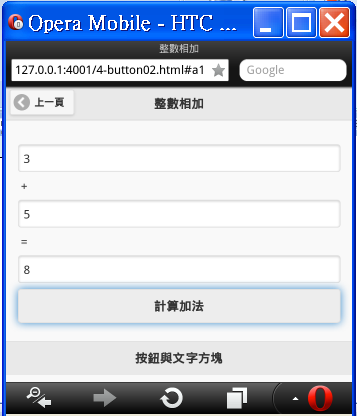 Opera Mobile - HTC ...
整數相加
127.0.0.1:4001/4-button02.html#a1
Google
上一頁
整數相加
3
+
5
=
8
計算加法
按鈕與文字方塊